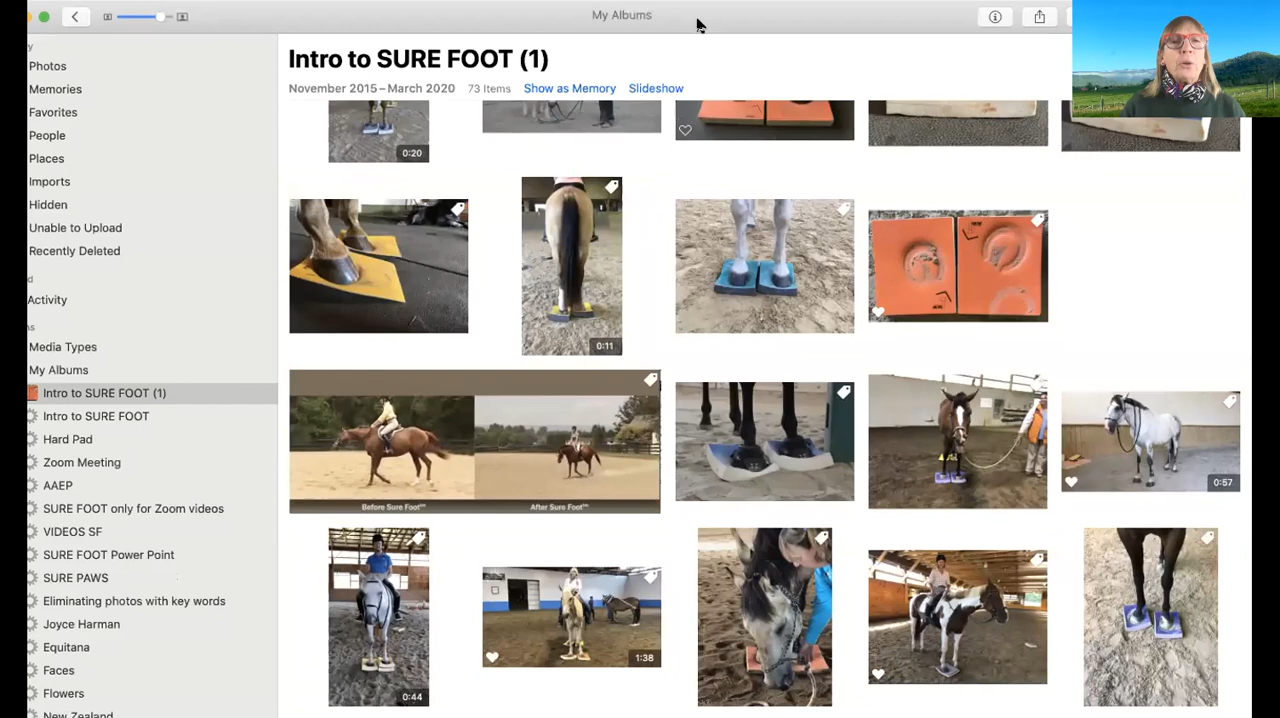 My Albums
y
Photos
Memories
Favorites
People
Places
Imports
Hidden
Unable to Upload
Recently Deleted
d
Activity
ns
Media Types
My Albums
Intro to SURE FOOT (1)
Intro to SURE FOOT
Hard Pad
Zoom Meeting
AAEP
SURE FOOT only for Zoom videos
VIDEOS SF
SURE FOOT Power Point
SURE PAWS
Eliminating photos with key words
Joyce Harman
Equitana
Faces
Flowers
New Zealand
Intro to SURE FOOT (1)
November 2015 – March 2020 73 Items Show as Memory Slideshow
0:20
0:11
Before Sure Foot™ After Sure Foot™
0:57
0:44
1:38